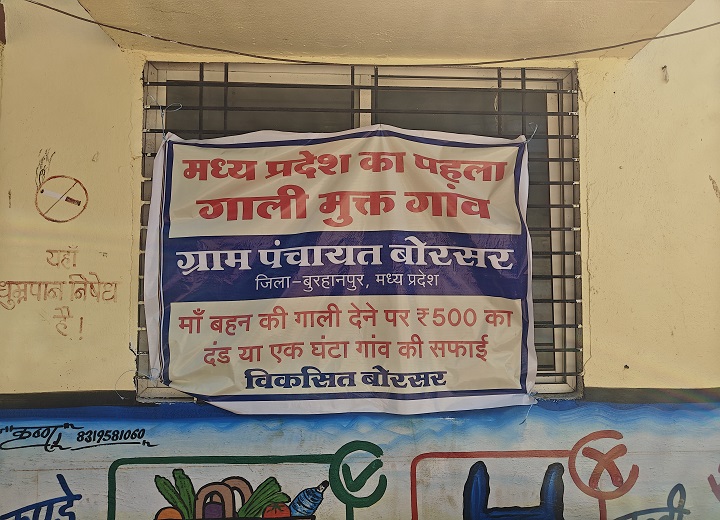 मध्य प्रदेश का पहला
गाली मुक्त गांव
ग्राम पंचायत बोरसर
जिला-बुरहानपुर, मध्य प्रदेश
माँ बहन की गाली देने पर ₹500 का
दंड या एक घंटा गांव की सफाई
विकसित बोरसर
यहाँ
धुम्रपान निषेध
है।
8319581060